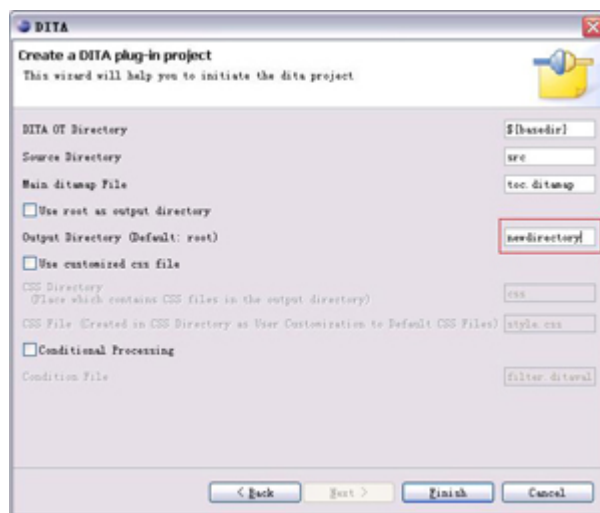 DITA
Create a DITA plug-in project
This wizard will help you to initiate the dita project
DITA OT Directory
${basedir}
Source Directory
src
Main ditamap File
toc.ditamap
Use root as output directory
Output Directory (Default: root)
newdirectory
Use customized css file
CSS Directory
(Place which contains CSS files in the output directory)
css
CSS File (Created in CSS Directory as User Customization to Default CSS Files)
style.css
Conditional Processing
Condition File
filter.ditaval
< Back
Next >
Finish
Cancel